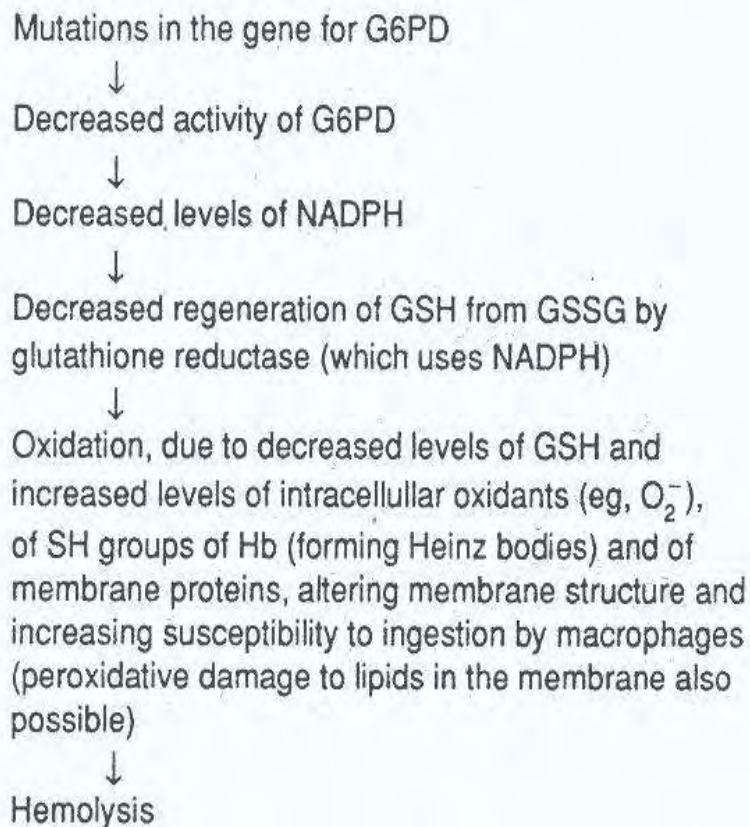 Mutations in the gene for G6PD
↓
Decreased activity of G6PD
↓
Decreased levels of NADPH
↓
Decreased regeneration of GSH from GSSG by
glutathione reductase (which uses NADPH)
↓
Oxidation, due to decreased levels of GSH and
increased levels of intracellullar oxidants (eg, O₂⁻),
of SH groups of Hb (forming Heinz bodies) and of
membrane proteins, altering membrane structure and
increasing susceptibility to ingestion by macrophages
(peroxidative damage to lipids in the membrane also
possible)
↓
Hemolysis